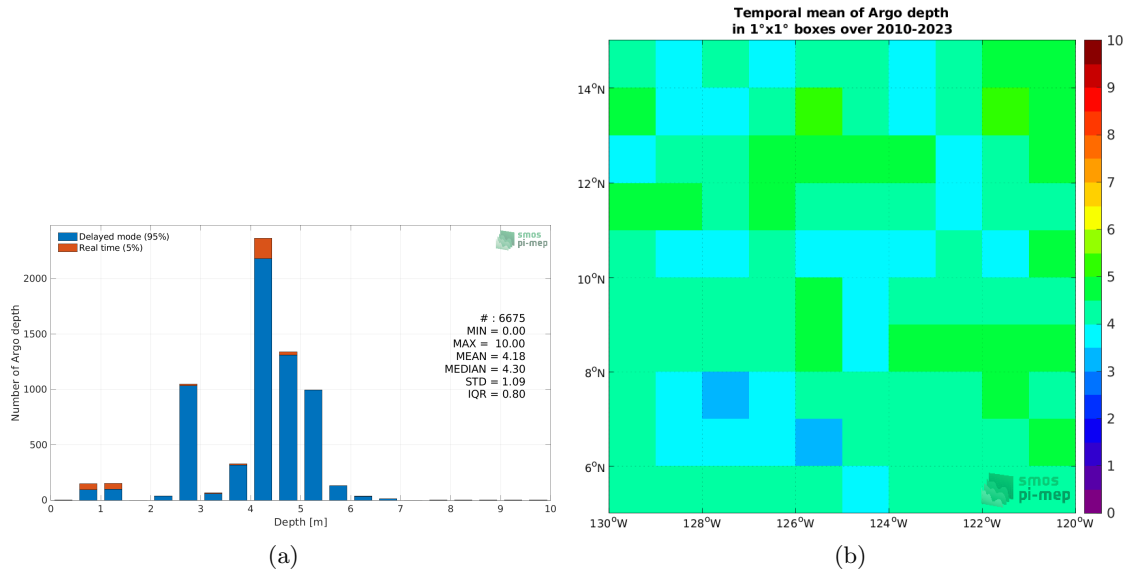 Delayed mode (95%)
Real time (5%)
smos
pi-mep
Number of Argo depth
2000
1500
1000
500
0
# : 6675
MIN = 0.00
MAX = 10.00
MEAN = 4.18
MEDIAN = 4.30
STD = 1.09
IQR = 0.80
0 1 2 3 4 5 6 7 8 9 10
Depth [m]
(a)
Temporal mean of Argo depth
in 1°x1° boxes over 2010-2023
14°N
12°N
10°N
8°N
6°N
130°W 128°W 126°W 124°W 122°W 120°W
smos
pi-mep
10
9
8
7
6
5
4
3
2
1
0
(b)